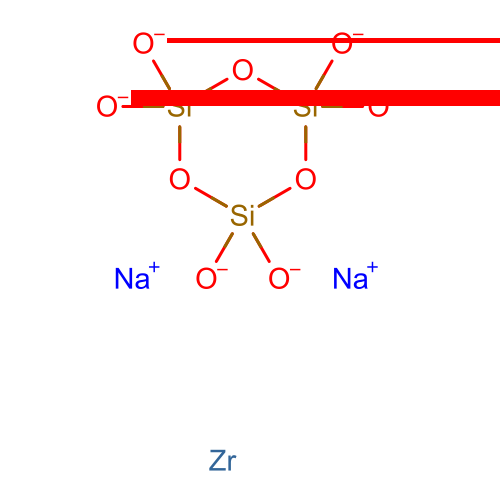 O− O O−
O− Si Si O
O O
Si
O− O−
Na+ Na+
Zr